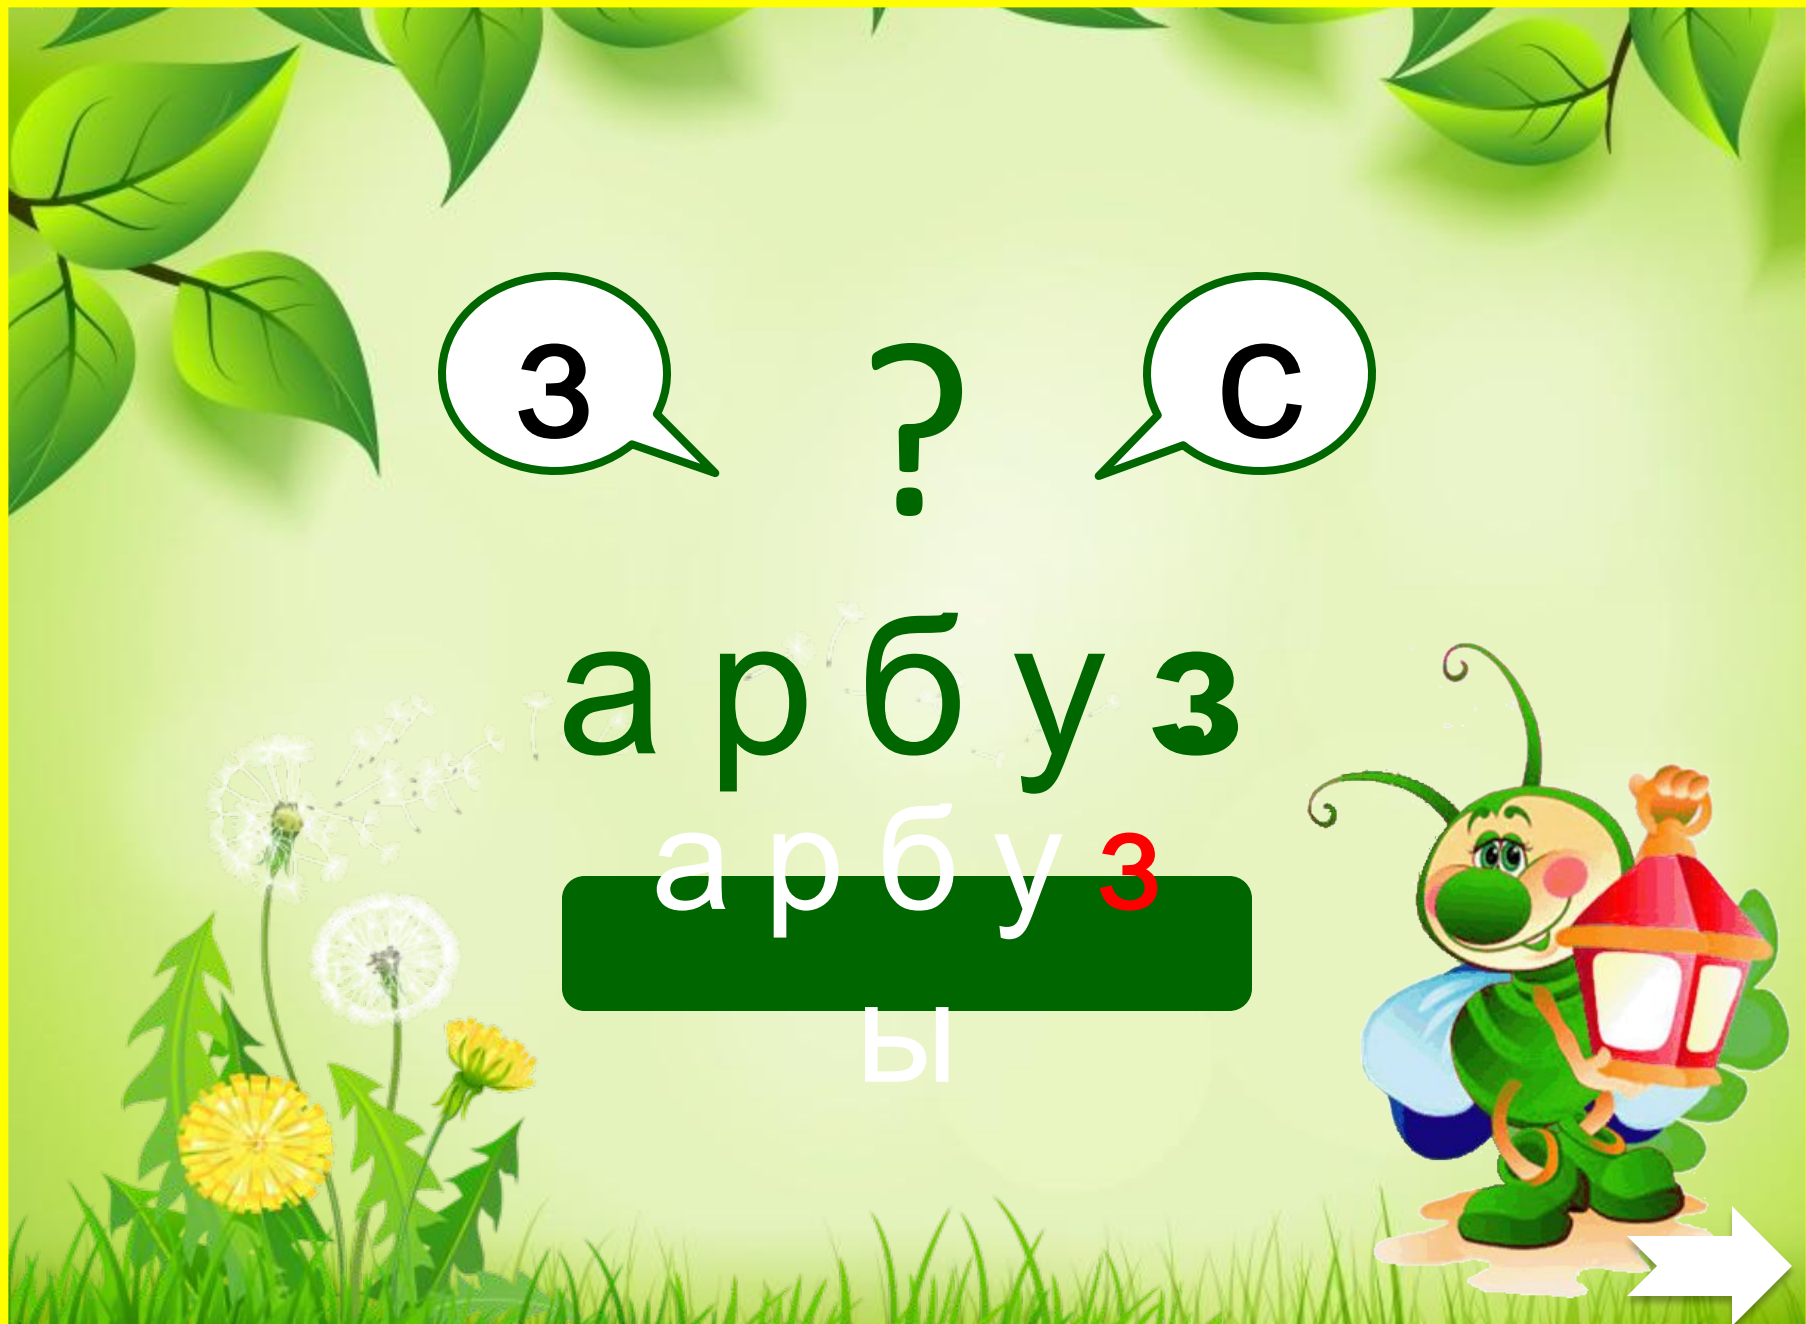 з ? с
а р б у з
а р б у з
ы